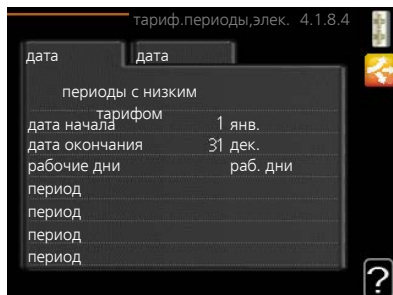 тариф.периоды,элек. 4.1.8.4
дата дата
периоды с низким
тарифом
дата начала 1 янв.
дата окончания 31 дек.
рабочие дни раб. дни
период
период
период
период
?